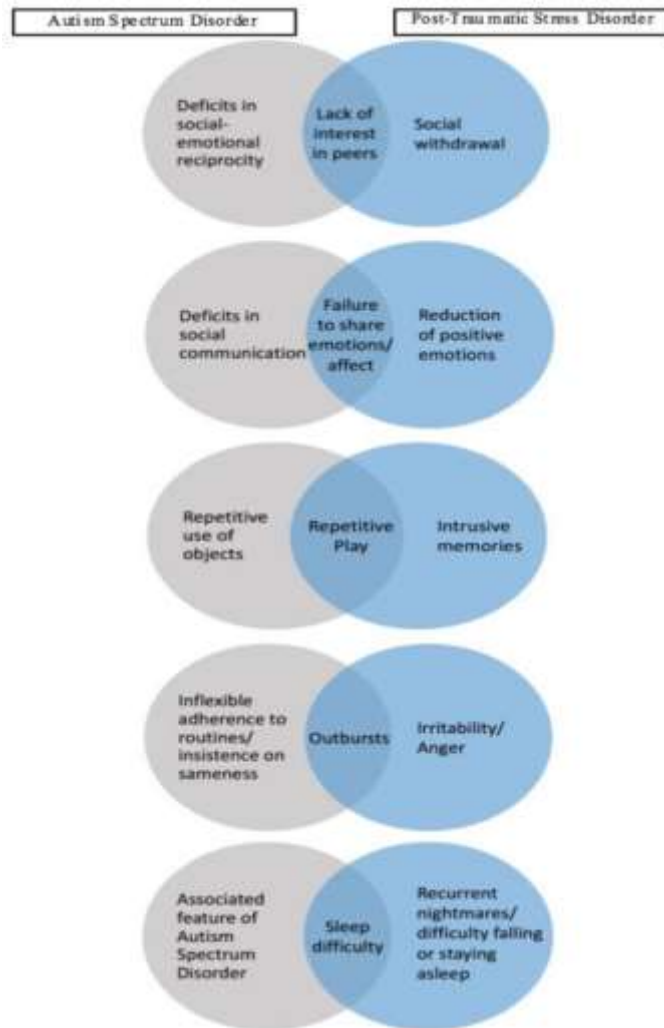 Autism Spectrum Disorder
Post-Traumatic Stress Disorder
Deficits in
social-
emotional
reciprocity
Lack of
interest
in peers
Social
withdrawal
Deficits in
social
communication
Failure
to share
emotions/
affect
Reduction
of positive
emotions
Repetitive
use of
objects
Repetitive
Play
Intrusive
memories
Inflexible
adherence to
routines/
insistence on
sameness
Outbursts
Irritability/
Anger
Associated
feature of
Autism
Spectrum
Disorder
Sleep
difficulty
Recurrent
nightmares/
difficulty falling
or staying
asleep